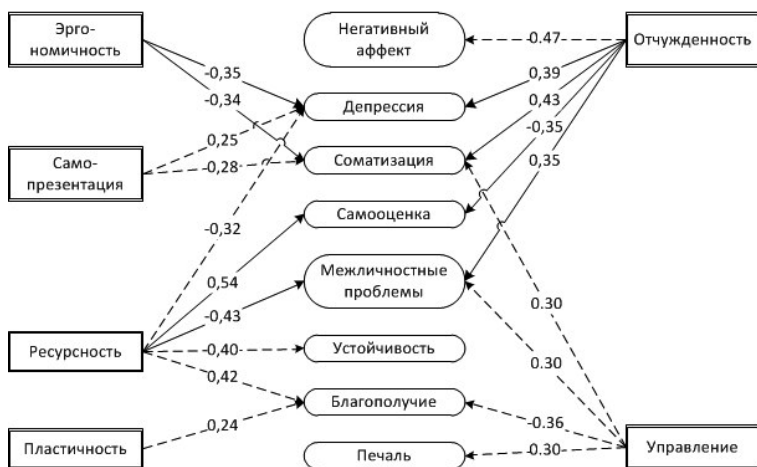 Эрго-
номичность
Негативный
аффект
0.47
Отчужденность
-0,35
0,39
-0,34
Депрессия
0,43
0,25
-0,35
Само-
презентация
-0,28
Соматизация
0,35
-0,32
Самооценка
0,54
Межличностные
проблемы
0.30
-0,43
Ресурсность
-0,40
Устойчивость
0.30
0,42
Благополучие
-0.36
0,24
Пластичность
Печаль
0.30
Управление